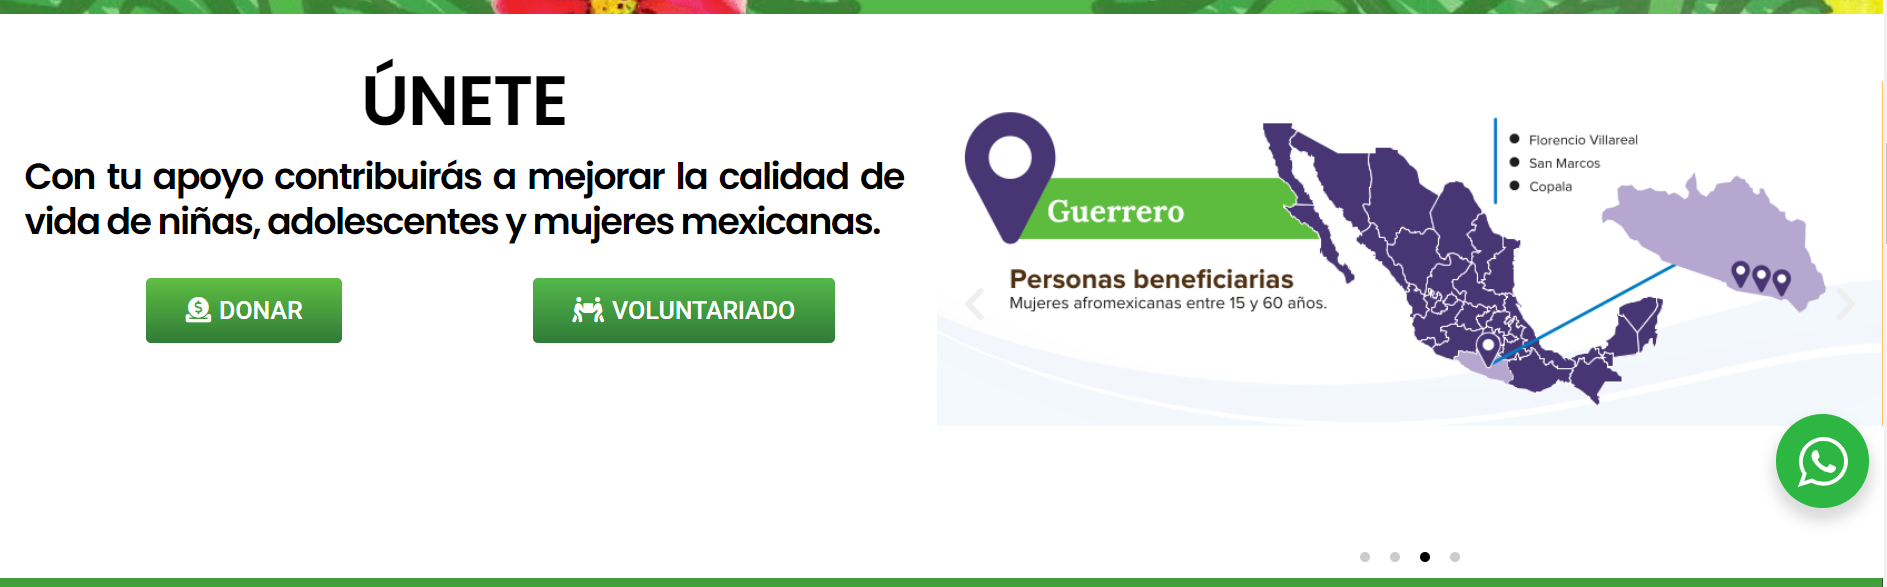 ÚNETE
Con tu apoyo contribuirás a mejorar la calidad de
vida de niñas, adolescentes y mujeres mexicanas.
DONAR
VOLUNTARIADO
Guerrero
Personas beneficiarias
Mujeres afromexicanas entre 15 y 60 años.
Florencio Villareal
San Marcos
Copala